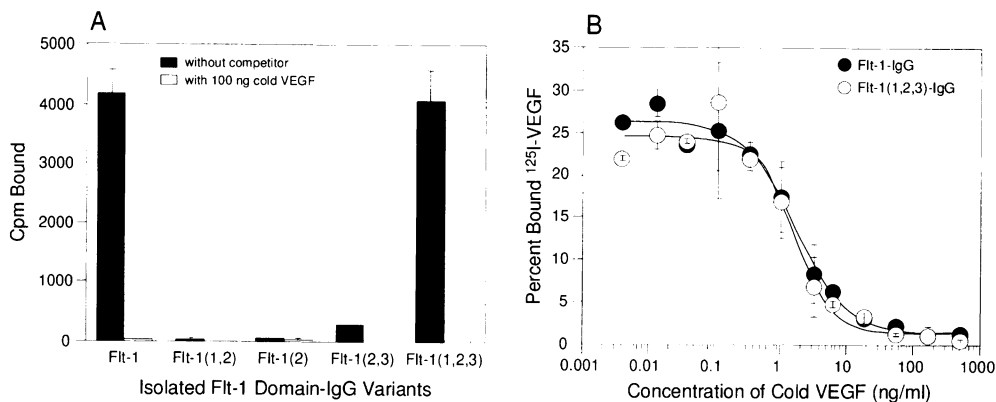 A
5000
4000
3000
2000
1000
0
Cpm Bound
without competitor
with 100 ng cold VEGF
Flt-1
Flt-1(1,2)
Flt-1(2)
Flt-1(2,3)
Flt-1(1,2,3)
Isolated Flt-1 Domain-IgG Variants
B
35
30
25
20
15
10
5
0
Percent Bound ¹²⁵I-VEGF
Flt-1-IgG
Flt-1(1,2,3)-IgG
0.001
0.01
0.1
1
10
100
1000
Concentration of Cold VEGF (ng/ml)